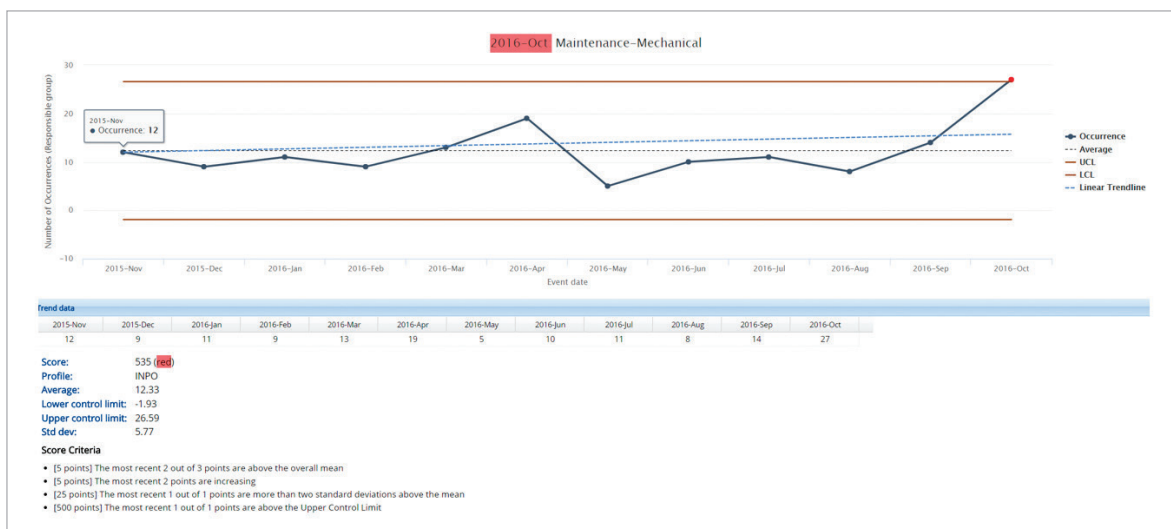 2016-Oct Maintenance-Mechanical
Number of Occurrences (Responsible group)
30
20
10
0
-10
2015-Nov
Occurrence: 12
2015-Nov 2015-Dec 2016-Jan 2016-Feb 2016-Mar 2016-Apr 2016-May 2016-Jun 2016-Jul 2016-Aug 2016-Sep 2016-Oct
Event date
Occurrence
Average
UCL
LCL
Linear Trendline
Trend data
2015-Nov 2015-Dec 2016-Jan 2016-Feb 2016-Mar 2016-Apr 2016-May 2016-Jun 2016-Jul 2016-Aug 2016-Sep 2016-Oct
12 9 11 9 13 19 5 10 11 8 14 27
Score: 535 (red)
Profile: INPO
Average: 12.33
Lower control limit: -1.93
Upper control limit: 26.59
Std dev: 5.77
Score Criteria
• [5 points] The most recent 2 out of 3 points are above the overall mean
• [5 points] The most recent 2 points are increasing
• [25 points] The most recent 1 out of 1 points are more than two standard deviations above the mean
• [500 points] The most recent 1 out of 1 points are above the Upper Control Limit